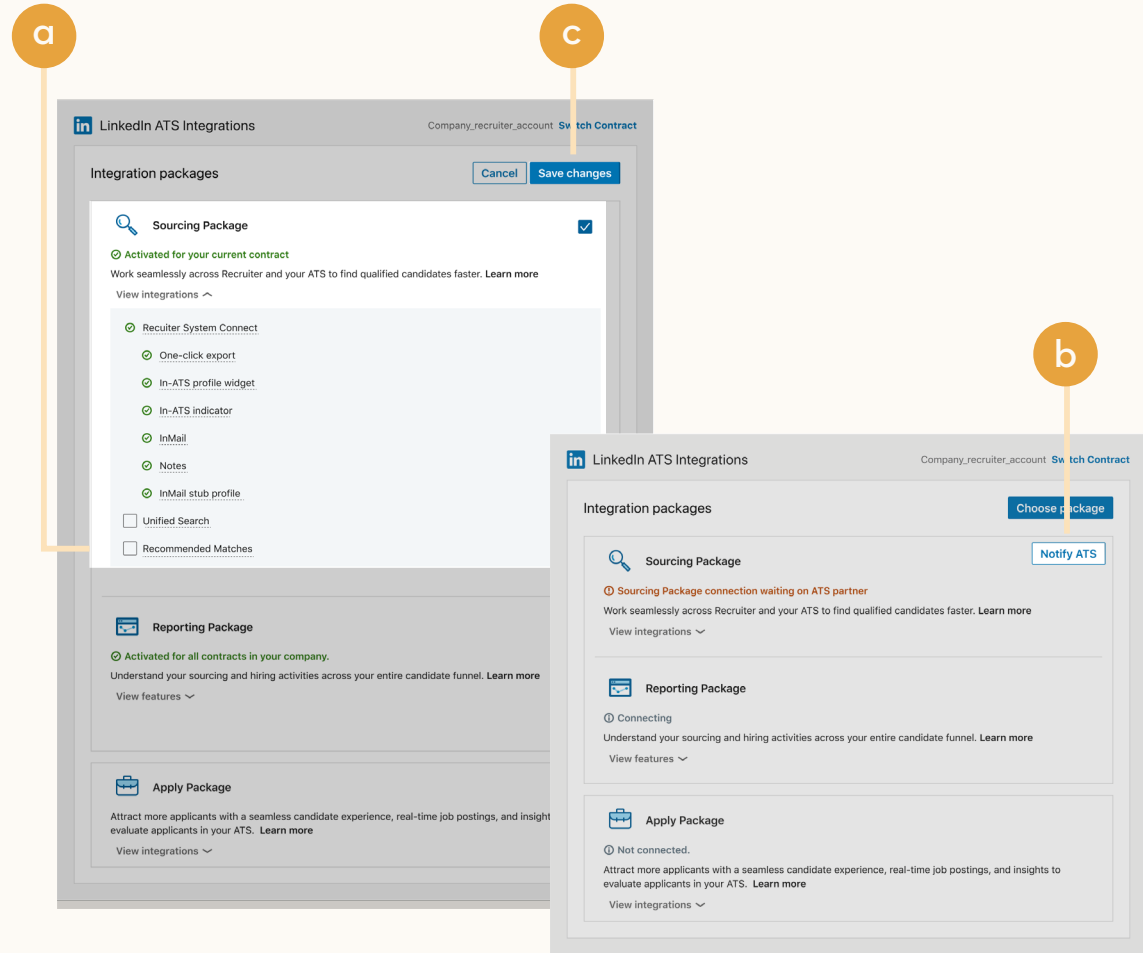 a
c
in LinkedIn ATS Integrations
Company_recruiter_account Switch Contract
Integration packages
Cancel
Save changes
Sourcing Package
Activated for your current contract
Work seamlessly across Recruiter and your ATS to find qualified candidates faster. Learn more
View integrations
Recuiter System Connect
One-click export
In-ATS profile widget
In-ATS indicator
InMail
Notes
InMail stub profile
Unified Search
Recommended Matches
Reporting Package
Activated for all contracts in your company.
Understand your sourcing and hiring activities across your entire candidate funnel. Learn more
View features
Apply Package
Attract more applicants with a seamless candidate experience, real-time job postings, and insight
evaluate applicants in your ATS. Learn more
View integrations
b
in LinkedIn ATS Integrations
Company_recruiter_account Switch Contract
Integration packages
Choose package
Sourcing Package
Notify ATS
Sourcing Package connection waiting on ATS partner
Work seamlessly across Recruiter and your ATS to find qualified candidates faster. Learn more
View integrations
Reporting Package
Connecting
Understand your sourcing and hiring activities across your entire candidate funnel. Learn more
View features
Apply Package
Not connected.
Attract more applicants with a seamless candidate experience, real-time job postings, and insights to
evaluate applicants in your ATS. Learn more
View integrations